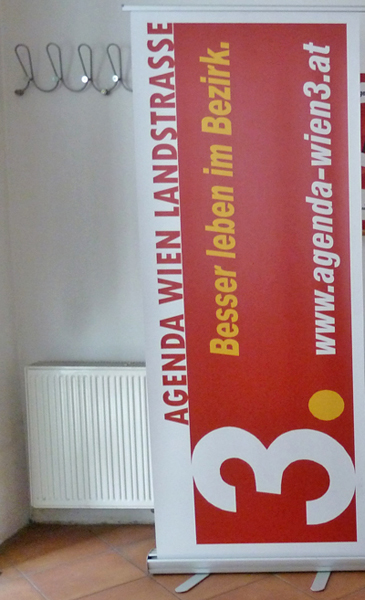 AGENDA WIEN LANDSTRASSE
Besser leben im Bezirk.
www.agenda-wien3.at
3.